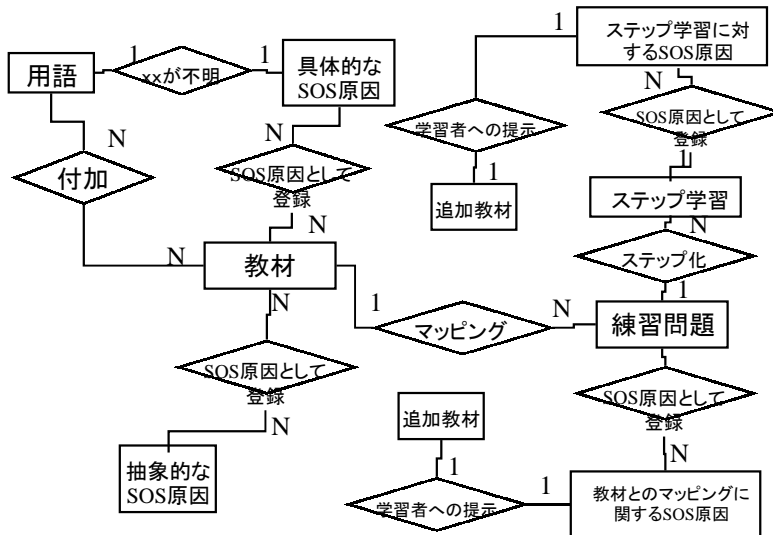 1
ステップ学習に対
するSOS原因
1
1
用語
xxが不明
具体的な
SOS原因
N
学習者への提示
SOS原因として
登録
N
N
付加
SOS原因として
登録
1
追加教材
1
ステップ学習
N
N
N
教材
ステップ化
N
1
マッピング
N
1
練習問題
SOS原因として
登録
SOS原因として
登録
追加教材
N
抽象的な
SOS原因
1
N
学習者への提示
1
教材とのマッピングに
関するSOS原因